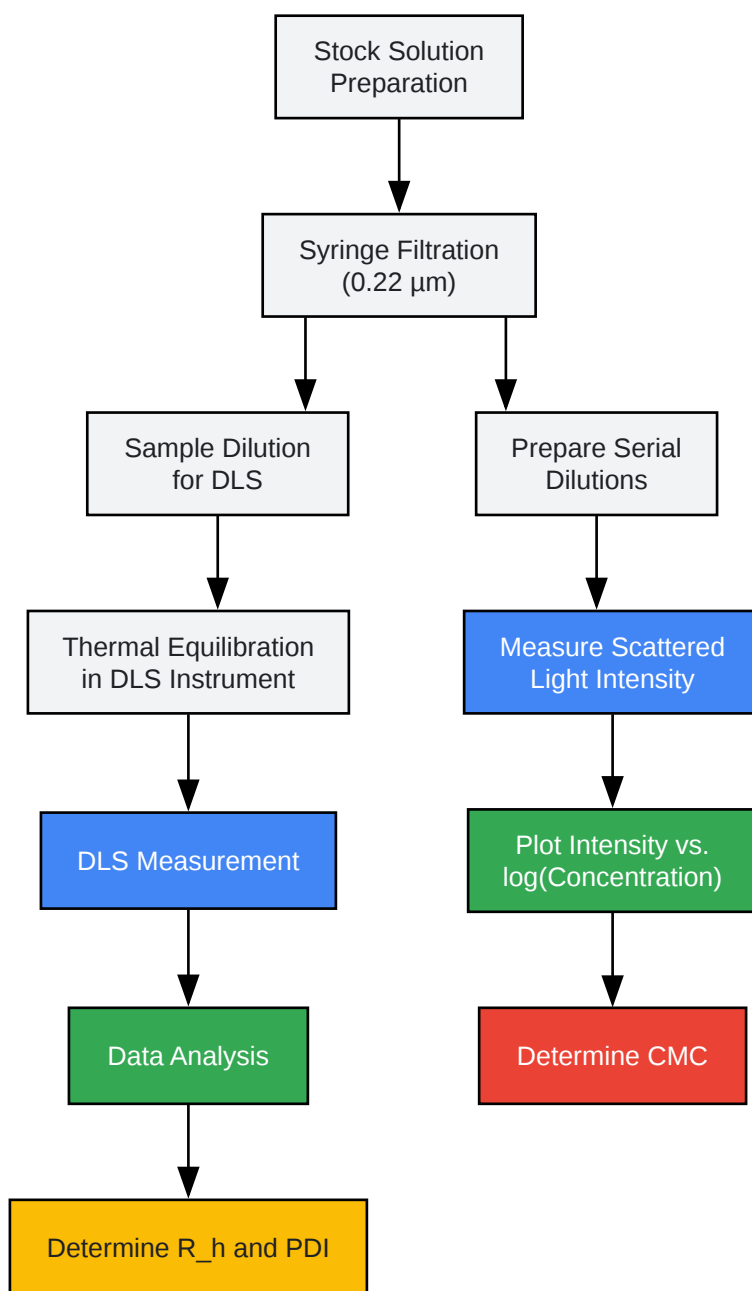 Stock Solution
Preparation
Syringe Filtration
(0.22 µm)
Sample Dilution
for DLS
Prepare Serial
Dilutions
Thermal Equilibration
in DLS Instrument
Measure Scattered
Light Intensity
DLS Measurement
Plot Intensity vs.
log(Concentration)
Data Analysis
Determine CMC
Determine R_h and PDI